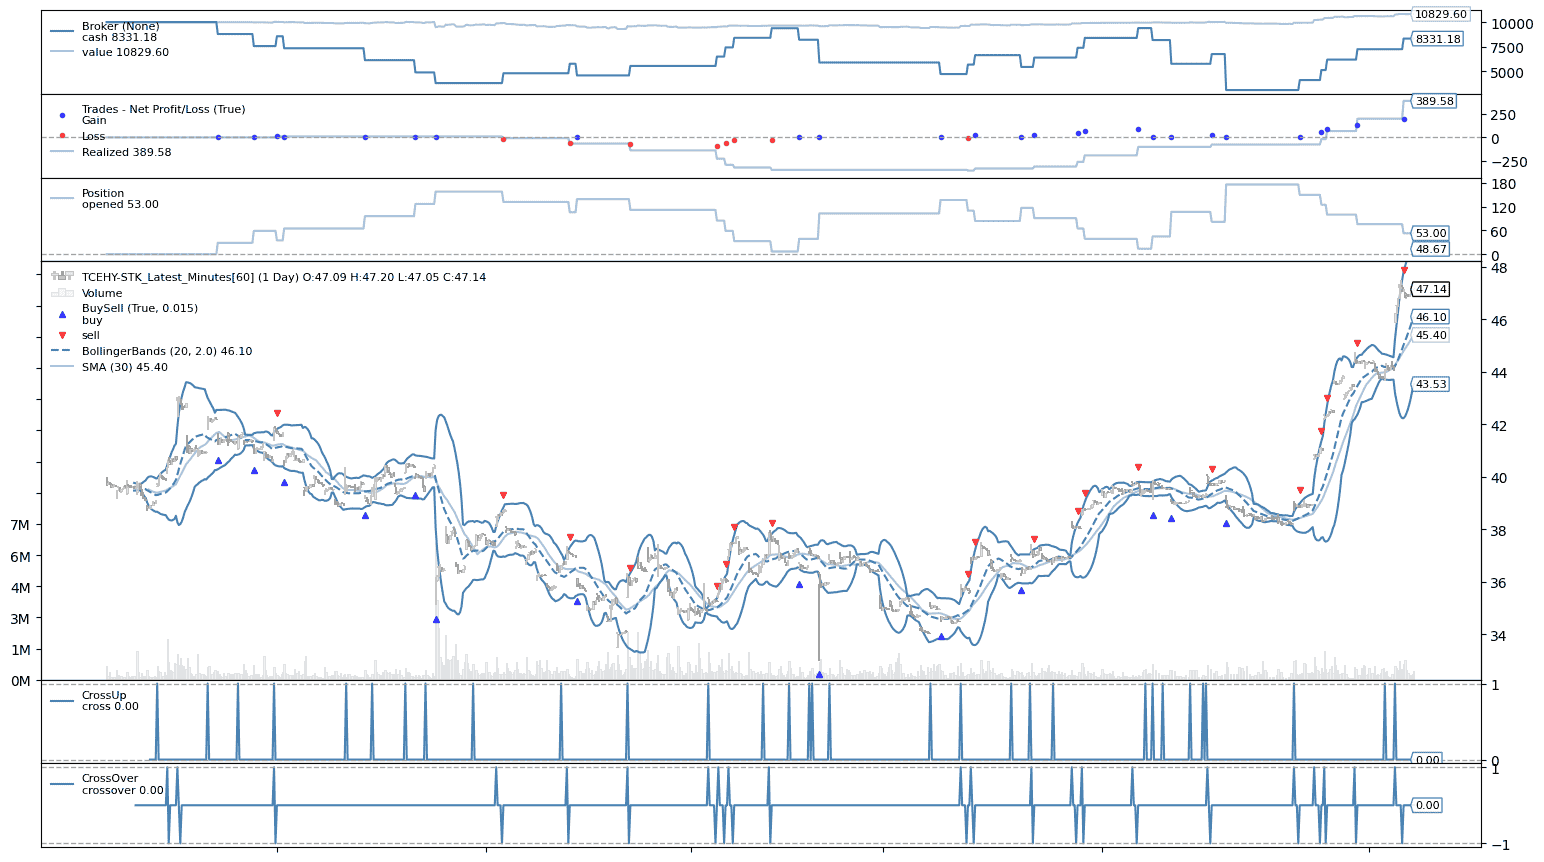 Broker (None)
cash 8331.18
value 10829.60
10829.60
10000
8331.18
7500
5000
Trades - Net Profit/Loss (True)
Gain
Loss
Realized 389.58
389.58
250
0
−250
Position
opened 53.00
180
120
60
53.00
48.67
0
TCEHY-STK_Latest_Minutes[60] (1 Day) O:47.09 H:47.20 L:47.05 C:47.14
Volume
BuySell (True, 0.015)
buy
sell
BollingerBands (20, 2.0) 46.10
SMA (30) 45.40
48
47.14
46.10
46
45.40
44
43.53
42
40
38
36
34
7M
6M
4M
3M
1M
0M
CrossUp
cross 0.00
1
0.00
0
CrossOver
crossover 0.00
1
0.00
−1